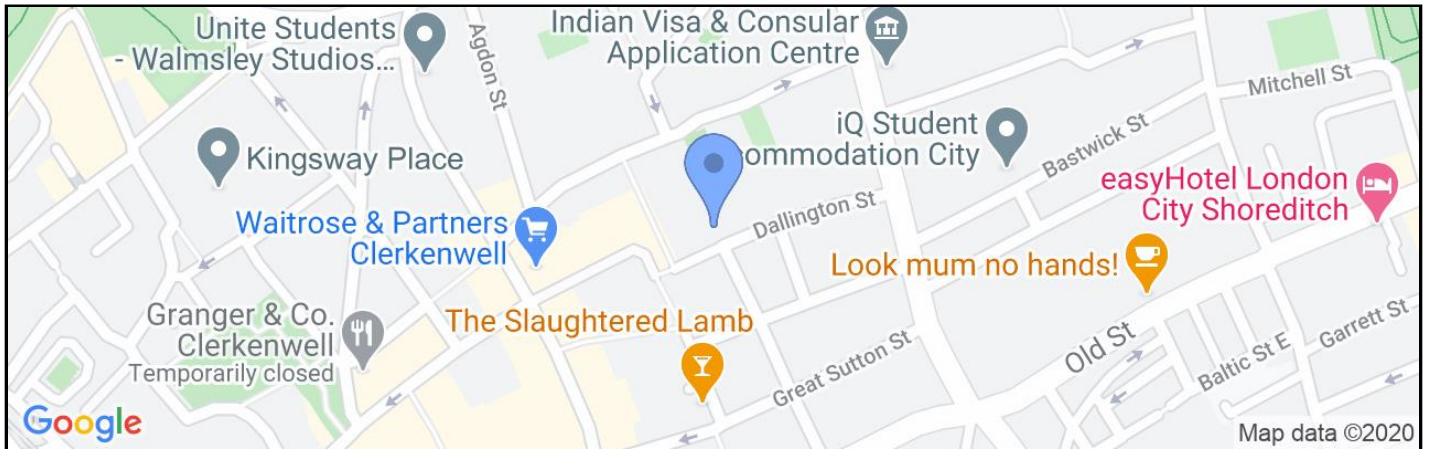 Unite Students
- Walmsley Studios...
Agdon St
Indian Visa & Consular
Application Centre
Mitchell St
iQ Student
ommodation City
Bastwick St
Kingsway Place
easyHotel London
City Shoreditch
Waitrose & Partners
Clerkenwell
Dallington St
Look mum no hands!
Granger & Co.
Clerkenwell
Temporarily closed
The Slaughtered Lamb
Great Sutton St
Old St
Baltic St E
Garrett St
Google
Map data ©2020